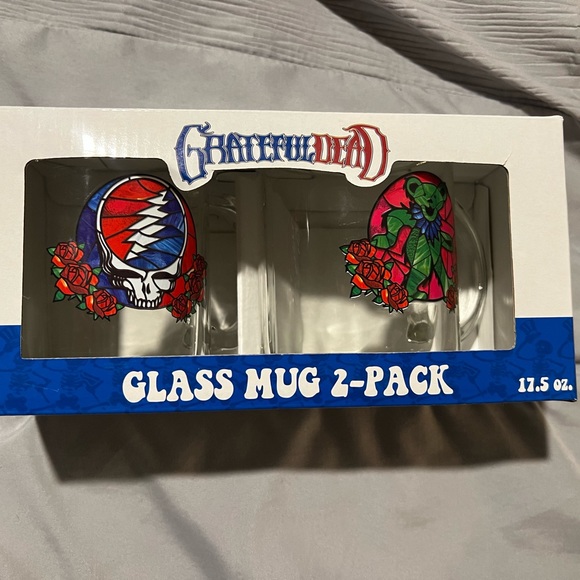 GRATEFUL DEAD
GLASS MUG 2-PACK
17.5 OZ.